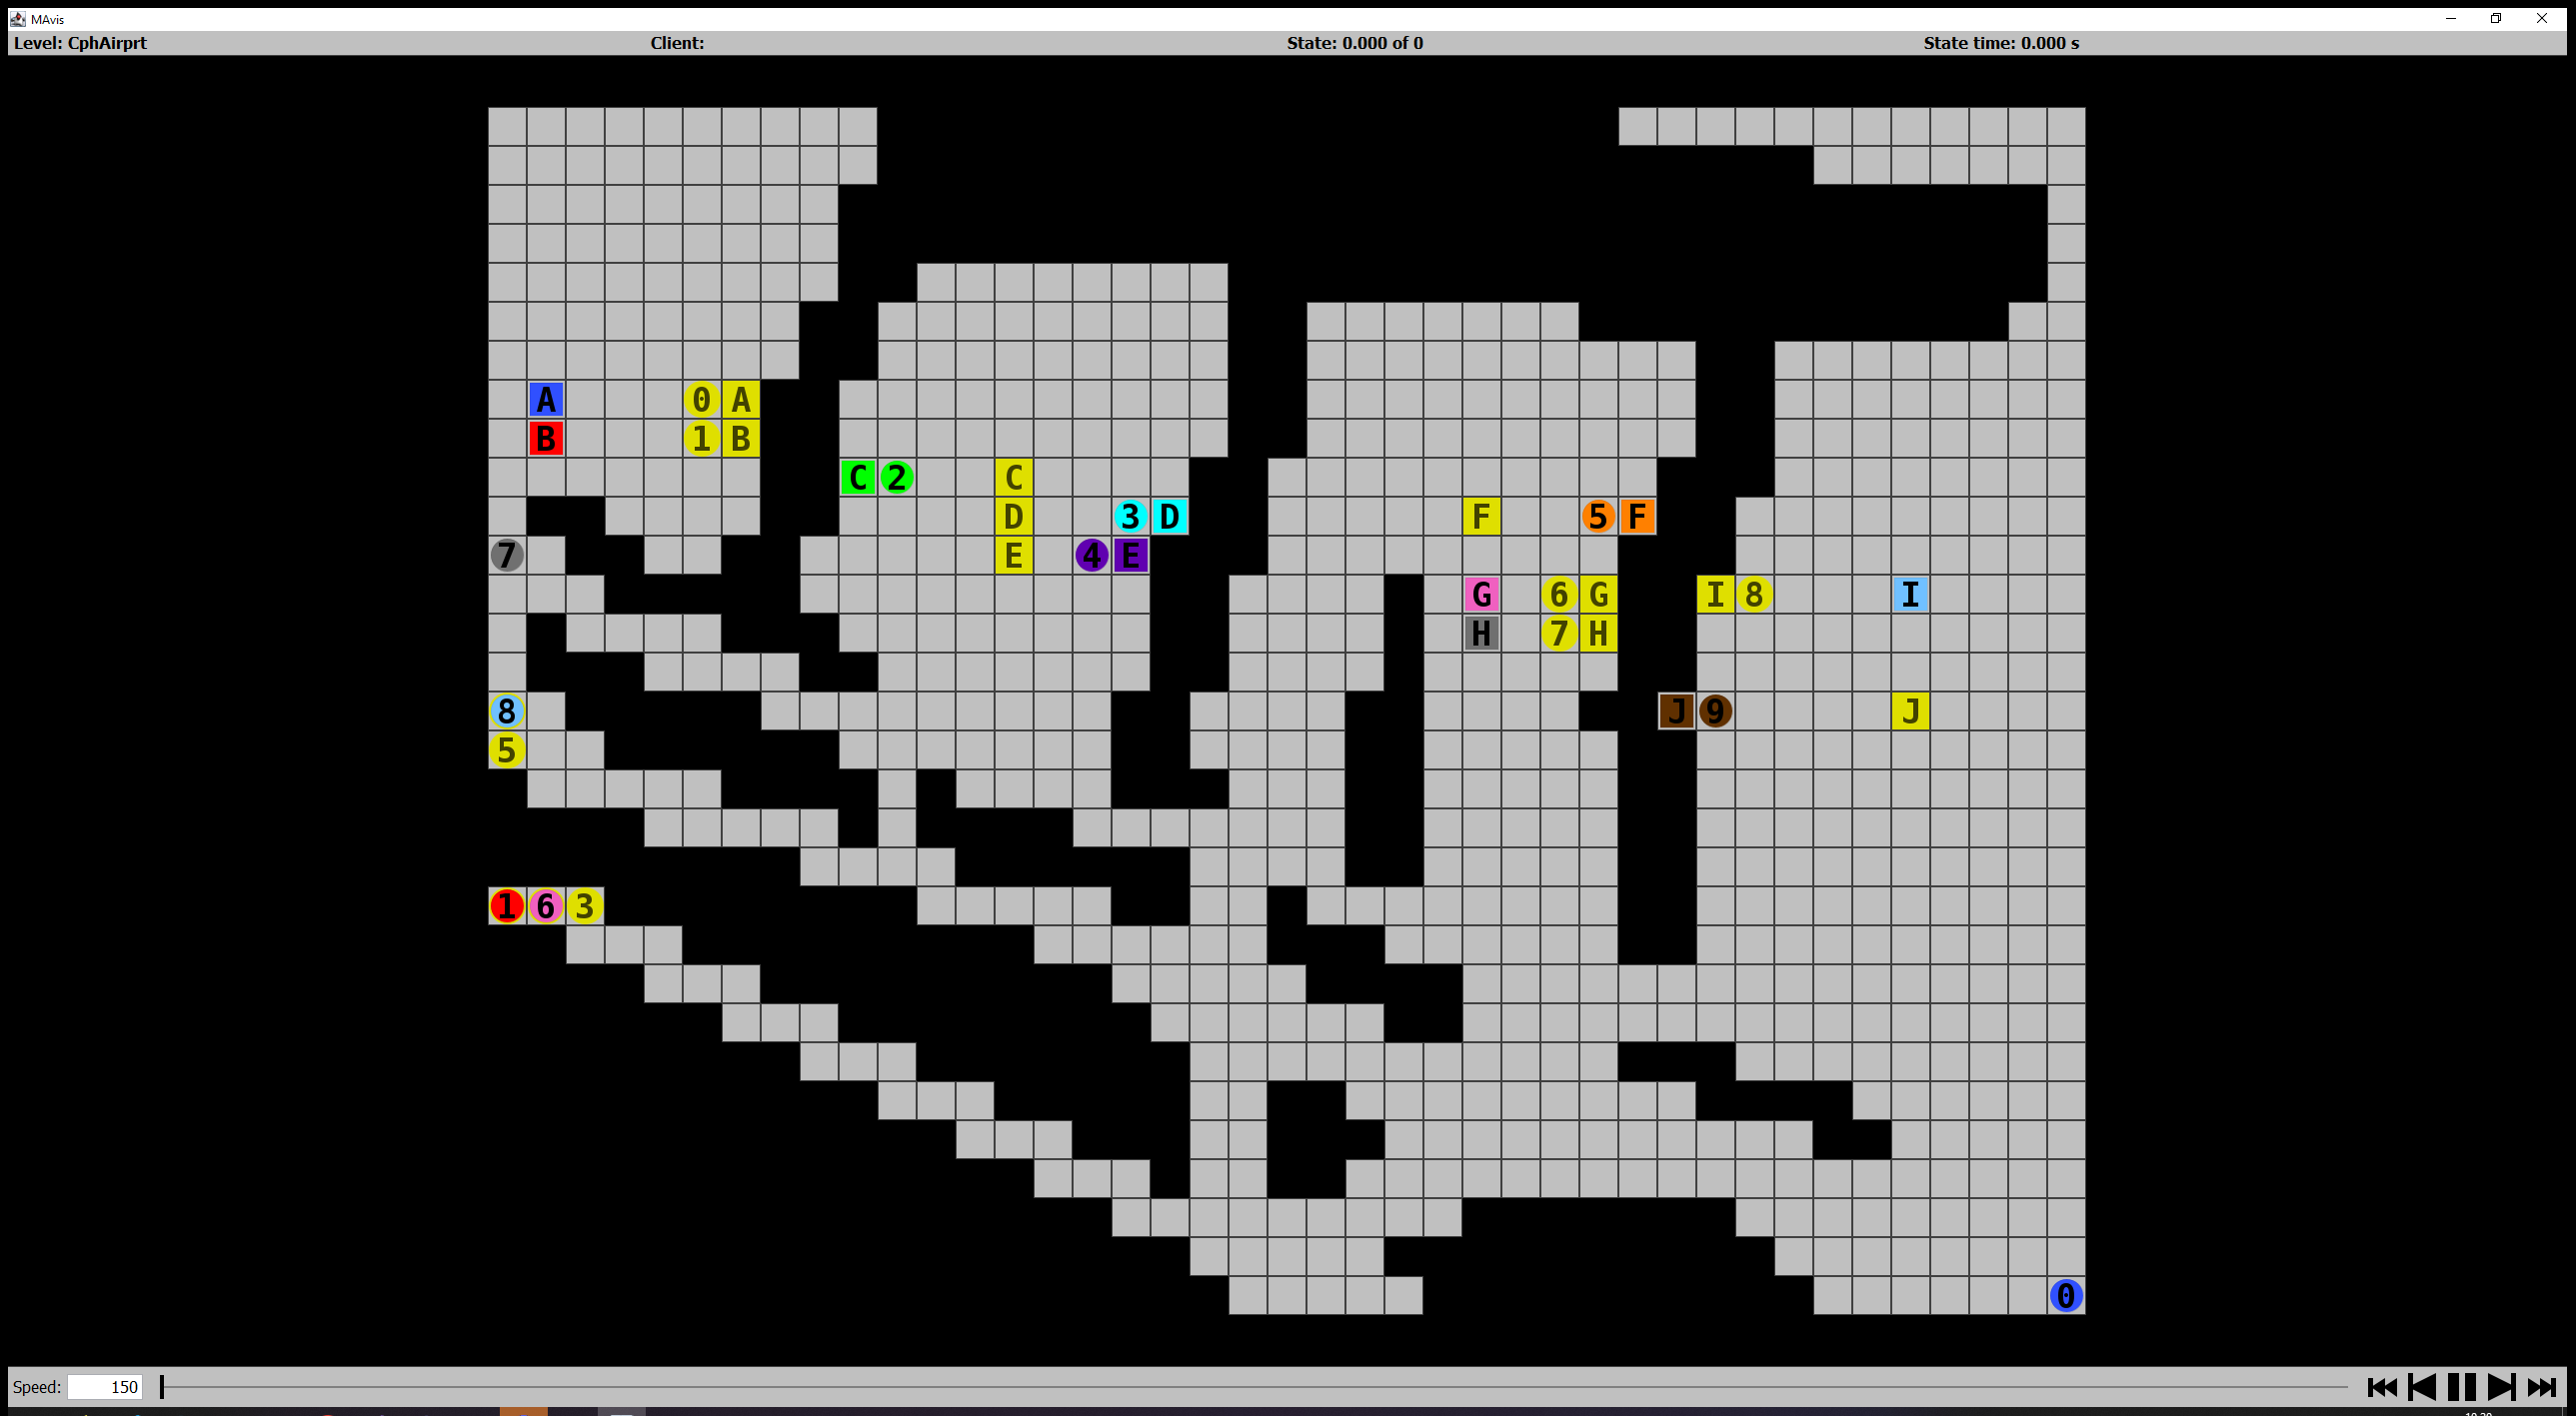 MAvis
Level: CphAirprt Client: State: 0.000 of 0 State time: 0.000 s
A 0 A
B 1 B
C 2 C
D 3 D F 5 F
7 E 4 E
G 6 G I 8 I
H 7 H
8 J 9 J
5
1 6 3
0
Speed: 150